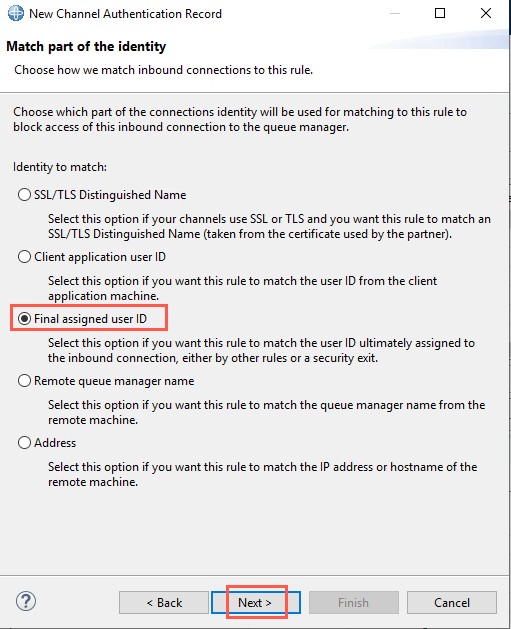 New Channel Authentication Record
Match part of the identity
Choose how we match inbound connections to this rule.
Choose which part of the connections identity will be used for matching to this rule to
block access of this inbound connection to the queue manager.
Identity to match:
SSL/TLS Distinguished Name
Select this option if your channels use SSL or TLS and you want this rule to match an
SSL/TLS Distinguished Name (taken from the certificate used by the partner).
Client application user ID
Select this option if you want this rule to match the user ID from the client
application machine.
Final assigned user ID
Select this option if you want this rule to match the user ID ultimately assigned to
the inbound connection, either by other rules or a security exit.
Remote queue manager name
Select this option if you want this rule to match the queue manager name from the
remote machine.
Address
Select this option if you want this rule to match the IP address or hostname of the
remote machine.
? < Back Next > Finish Cancel